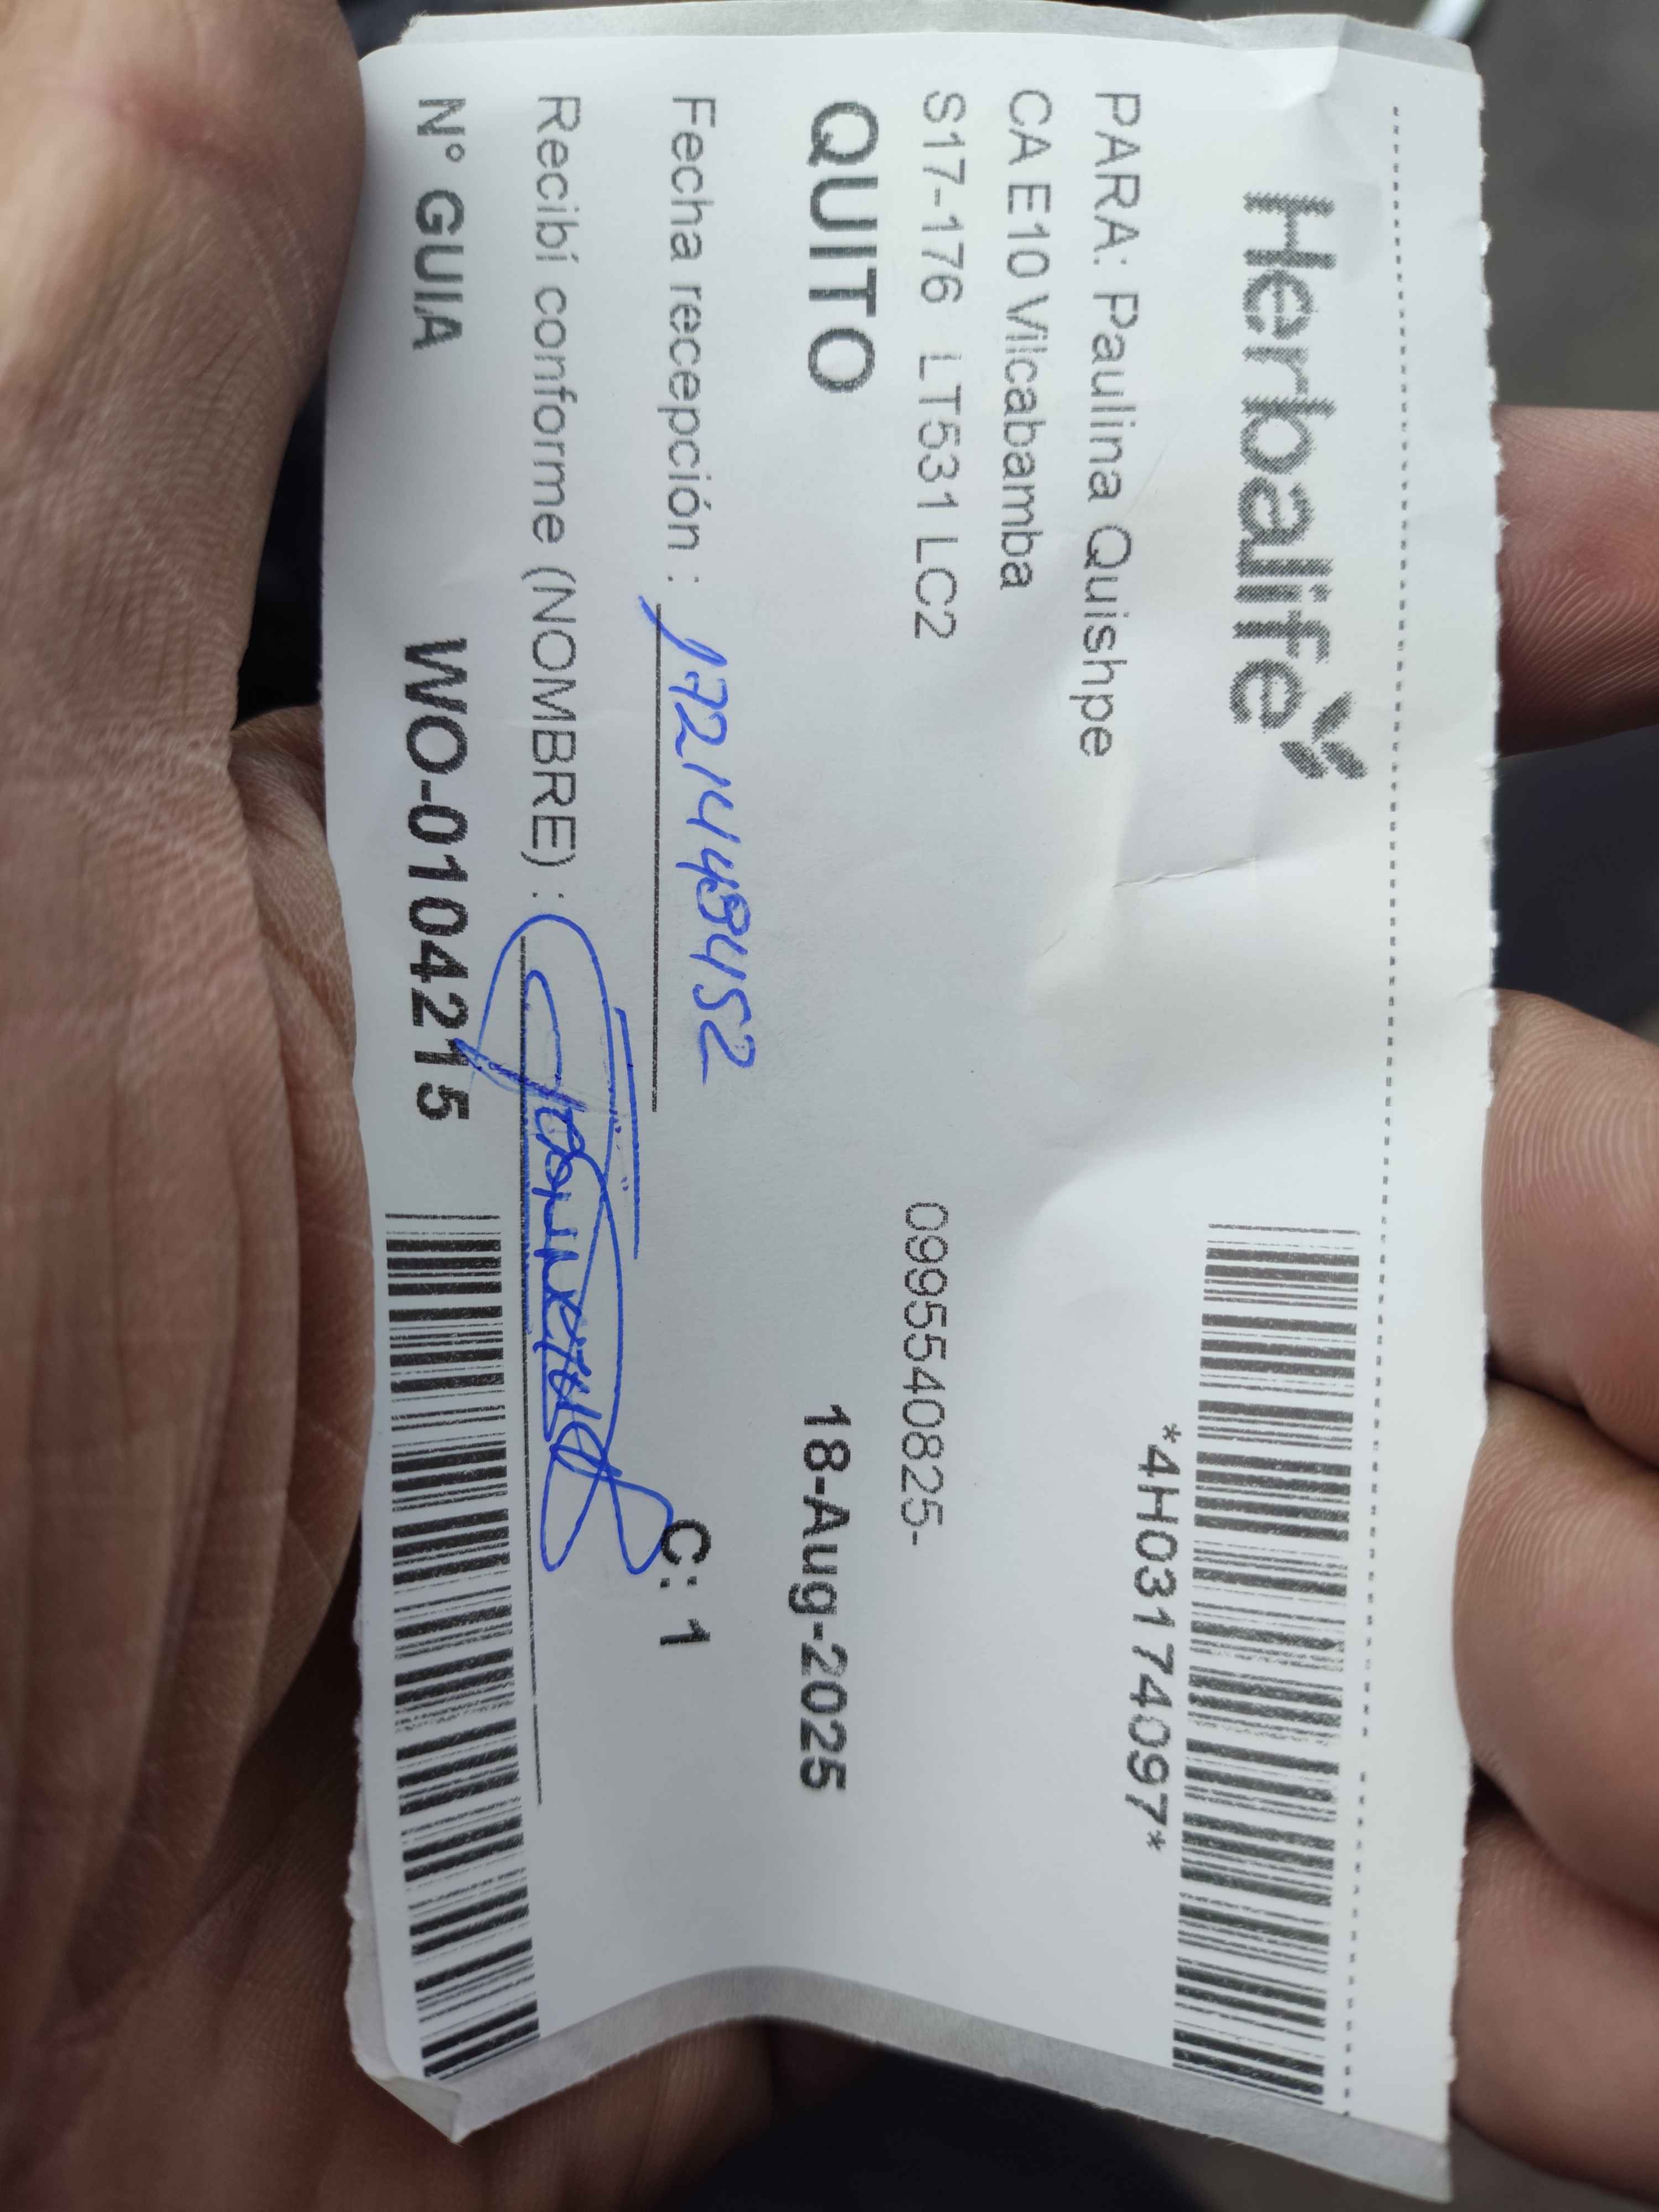 Herbalife
*4H03174097*
PARA: Paulina Quishpe
CA E10 Vilcabamba
S17-176 LT531 LC2 0995540825-
QUITO 18-Aug-2025
Fecha recepción : 1721448452
C: 1
Recibí conforme (NOMBRE) :
N° GUIA WO-0104215